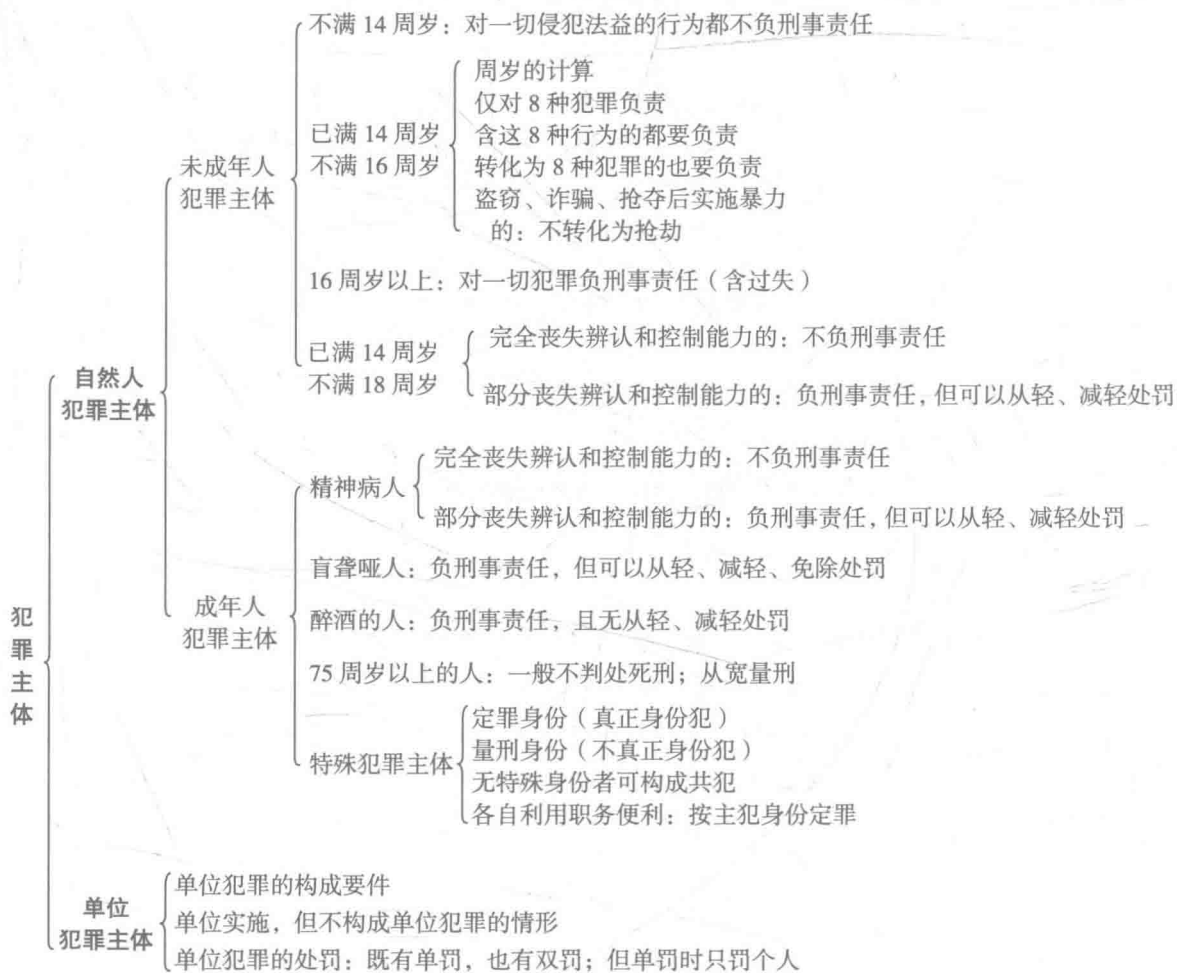 犯罪主体
自然人
犯罪主体
未成年人
犯罪主体
不满 14 周岁：对一切侵犯法益的行为都不负刑事责任
已满 14 周岁
不满 16 周岁
周岁的计算
仅对 8 种犯罪负责
含这 8 种行为的都要负责
转化为 8 种犯罪的也要负责
盗窃、诈骗、抢夺后实施暴力
的：不转化为抢劫
16 周岁以上：对一切犯罪负刑事责任（含过失）
已满 14 周岁
不满 18 周岁
完全丧失辨认和控制能力的：不负刑事责任
部分丧失辨认和控制能力的：负刑事责任，但可以从轻、减轻处罚
成年人
犯罪主体
精神病人
完全丧失辨认和控制能力的：不负刑事责任
部分丧失辨认和控制能力的：负刑事责任，但可以从轻、减轻处罚
盲聋哑人：负刑事责任，但可以从轻、减轻、免除处罚
醉酒的人：负刑事责任，且无从轻、减轻处罚
75 周岁以上的人：一般不判处死刑；从宽量刑
特殊犯罪主体
定罪身份（真正身份犯）
量刑身份（不真正身份犯）
无特殊身份者可构成共犯
各自利用职务便利：按主犯身份定罪
单位
犯罪主体
单位犯罪的构成要件
单位实施，但不构成单位犯罪的情形
单位犯罪的处罚：既有单罚，也有双罚；但单罚时只罚个人